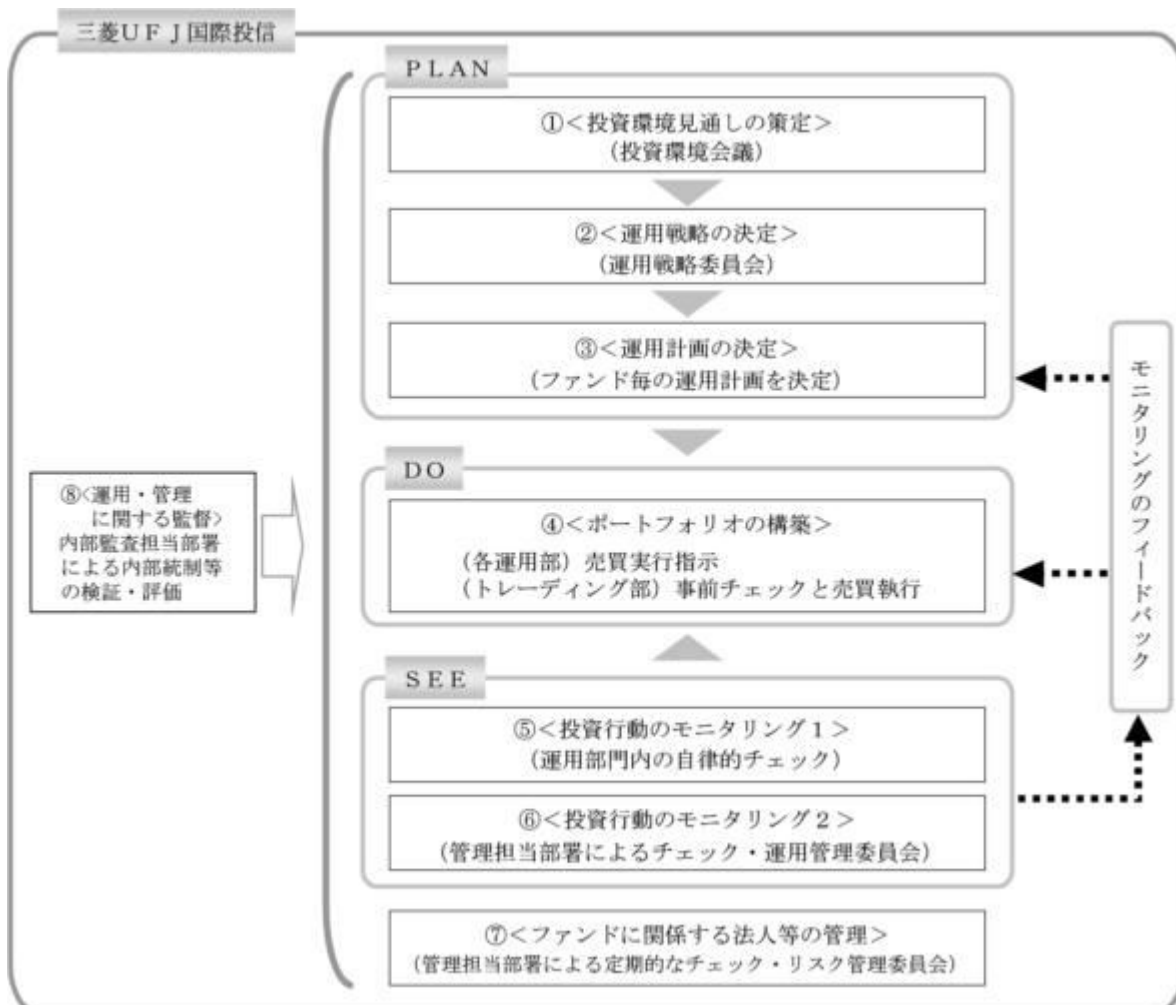 三菱ＵＦＪ国際投信
ＰＬＡＮ
①＜投資環境見通しの策定＞
（投資環境会議）
②＜運用戦略の決定＞
（運用戦略委員会）
③＜運用計画の決定＞
（ファンド毎の運用計画を決定）
ＤＯ
④＜ポートフォリオの構築＞
（各運用部）売買実行指示
（トレーディング部）事前チェックと売買執行
ＳＥＥ
⑤＜投資行動のモニタリング１＞
（運用部門内の自律的チェック）
⑥＜投資行動のモニタリング２＞
（管理担当部署によるチェック・運用管理委員会）
⑦＜ファンドに関係する法人等の管理＞
（管理担当部署による定期的なチェック・リスク管理委員会）
⑧＜運用・管理
に関する監督＞
内部監査担当部署
による内部統制等
の検証・評価
モニタリングのフィードバック